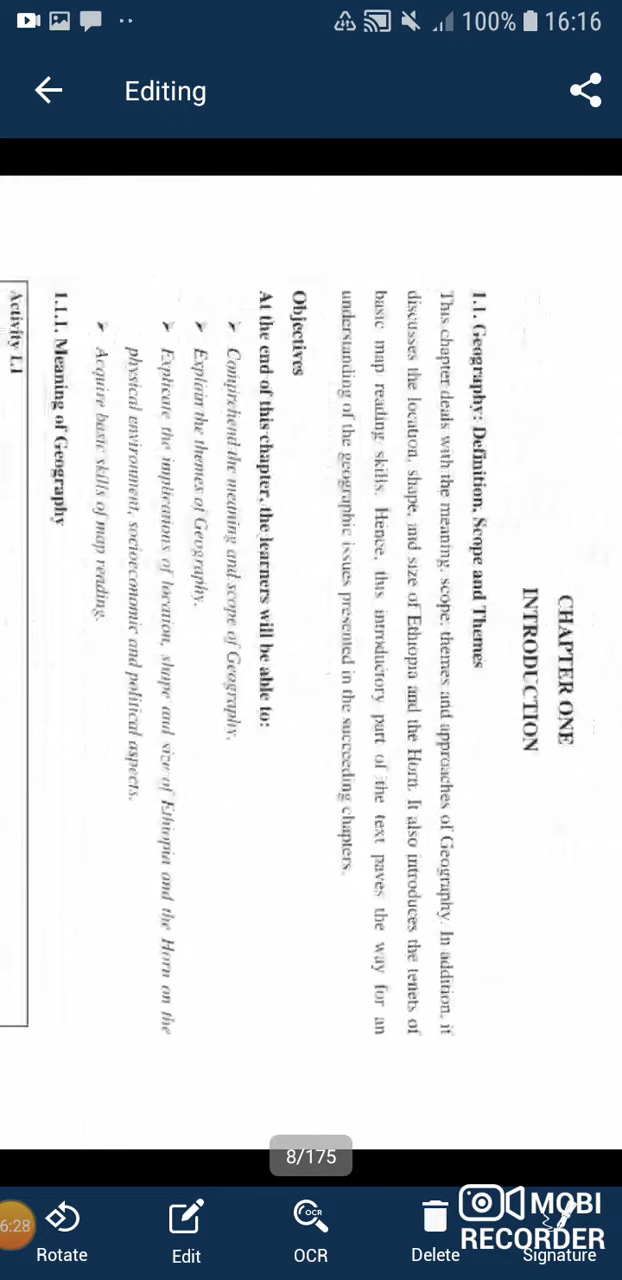 100% 16:16
Editing
CHAPTER ONE
INTRODUCTION
1.1. Geography: Definition, Scope and Themes
This chapter deals with the meaning, scope, themes and approaches of Geography. In addition, it
discusses the location, shape, and size of Ethiopia and the Horn. It also introduces the tenets of
basic map reading skills. Hence, this introductory part of the text paves the way for an
understanding of the geographic issues presented in the succeeding chapters.
Objectives
At the end of this chapter, the learners will be able to:
➤ Comprehend the meaning and scope of Geography.
➤ Explain the themes of Geography.
➤ Explicate the implications of location, shape and size of Ethiopia and the Horn on the
physical environment, socioeconomic and political aspects.
➤ Acquire basic skills of map reading.
1.1.1. Meaning of Geography
Activity 1.1
8/175
6:28
MOBI
RECORDER
Rotate Edit OCR Delete Signature